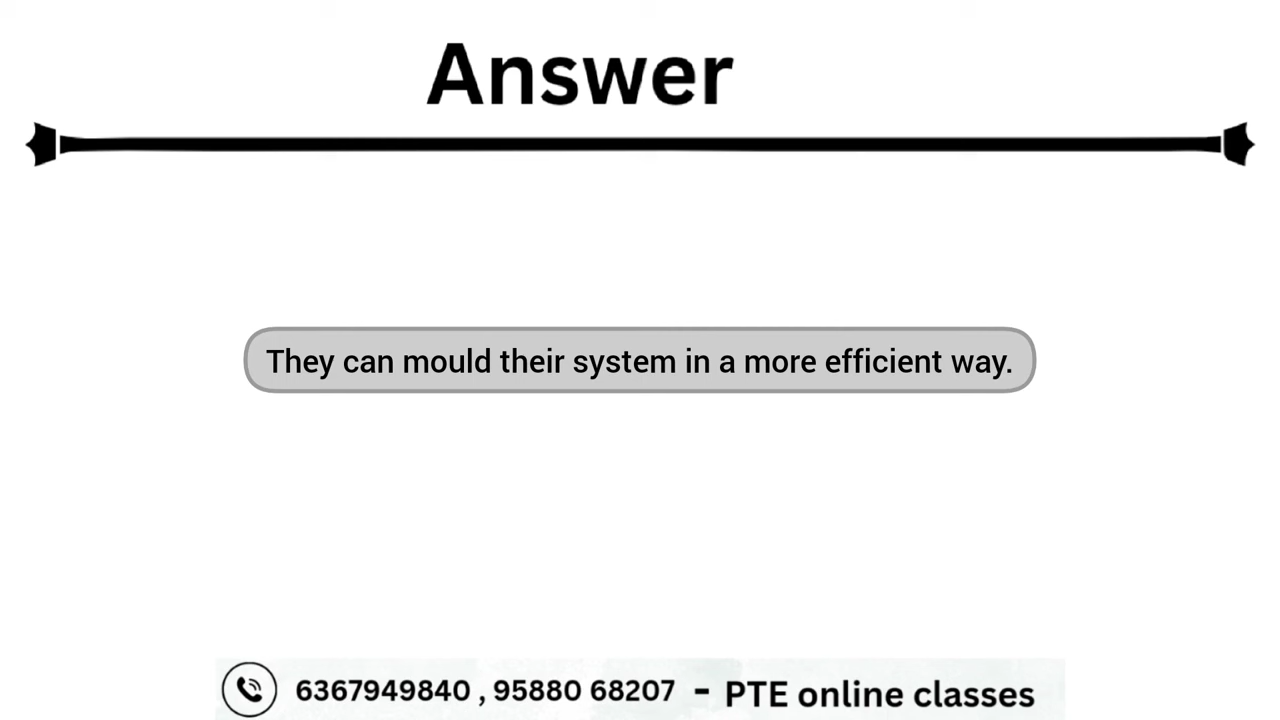 Answer
They can mould their system in a more efficient way.
6367949840 , 95880 68207 - PTE online classes